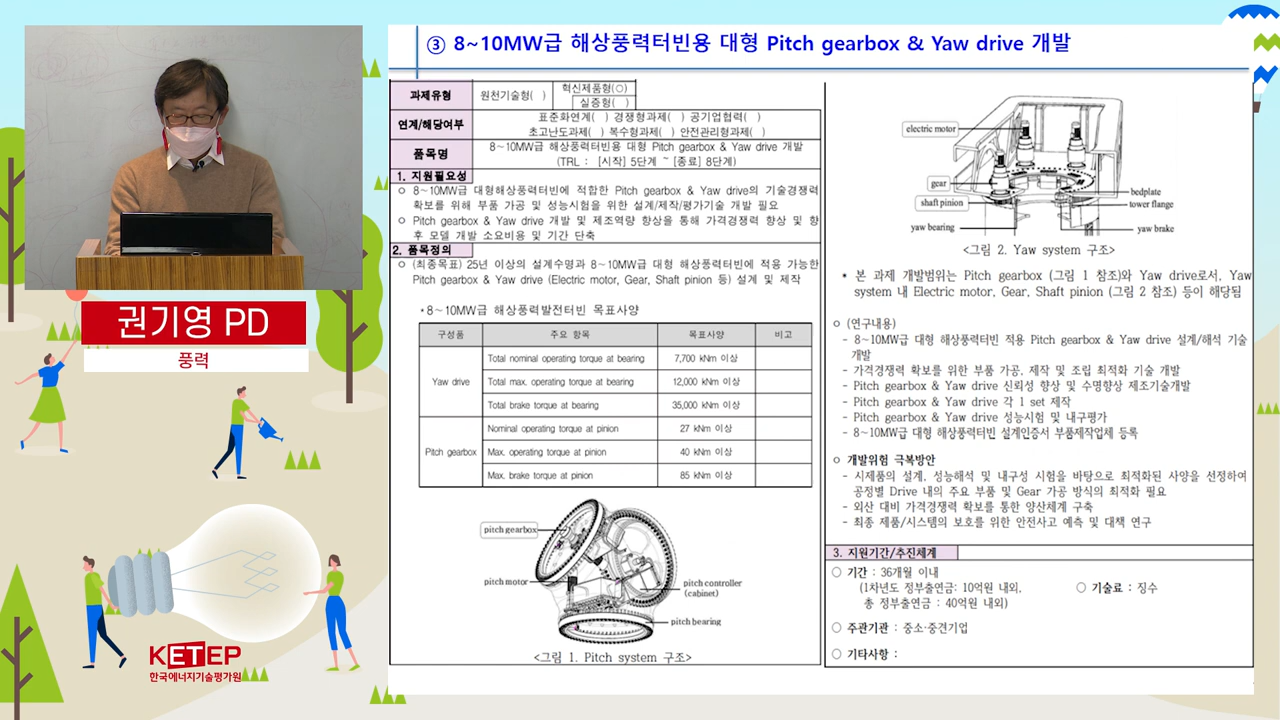 ③ 8~10MW급 해상풍력터빈용 대형 Pitch gearbox & Yaw drive 개발
과제유형
원천기술형( )
혁신제품형(○)
실증형( )
연계/해당여부
표준화연계( ) 경쟁형과제( ) 공기업협력( )
초고난도과제( ) 복수형과제( ) 안전관리형과제( )
품목명
8~10MW급 해상풍력터빈용 대형 Pitch gearbox & Yaw drive 개발
(TRL : [시작] 5단계 ~ [종료] 8단계)
1. 지원필요성
ㅇ 8~10MW급 대형해상풍력터빈에 적합한 Pitch gearbox & Yaw drive의 기술경쟁력
확보를 위해 부품 가공 및 성능시험을 위한 설계/제작/평가기술 개발 필요
ㅇ Pitch gearbox & Yaw drive 개발 및 제조역량 향상을 통해 가격경쟁력 향상 및 향
후 모델 개발 소요비용 및 기간 단축
2. 품목정의
ㅇ (최종목표) 25년 이상의 설계수명과 8~10MW급 대형 해상풍력터빈에 적용 가능한
Pitch gearbox & Yaw drive (Electric motor, Gear, Shaft pinion 등) 설계 및 제작
•8~10MW급 해상풍력발전터빈 목표사양
구성품 주요 항목 목표사양 비고
Yaw drive
Total nominal operating torque at bearing 7,700 kNm 이상
Total max. operating torque at bearing 12,000 kNm 이상
Total brake torque at bearing 35,000 kNm 이상
Pitch gearbox
Nominal operating torque at pinion 27 kNm 이상
Max. operating torque at pinion 40 kNm 이상
Max. brake torque at pinion 85 kNm 이상
pitch gearbox
pitch motor
pitch controller
(cabinet)
pitch bearing
<그림 1. Pitch system 구조>
electric motor
gear
shaft pinion
yaw bearing
bedplate
tower flange
yaw brake
<그림 2. Yaw system 구조>
* 본 과제 개발범위는 Pitch gearbox (그림 1 참조)와 Yaw drive로서, Yaw
system 내 Electric motor, Gear, Shaft pinion (그림 2 참조) 등이 해당됨
ㅇ (연구내용)
- 8~10MW급 대형 해상풍력터빈 적용 Pitch gearbox & Yaw drive 설계/해석 기술
개발
- 가격경쟁력 확보를 위한 부품 가공, 제작 및 조립 최적화 기술 개발
- Pitch gearbox & Yaw drive 신뢰성 향상 및 수명향상 제조기술개발
- Pitch gearbox & Yaw drive 각 1 set 제작
- Pitch gearbox & Yaw drive 성능시험 및 내구평가
- 8~10MW급 대형 해상풍력터빈 설계인증서 부품제작업체 등록
ㅇ 개발위험 극복방안
- 시제품의 설계, 성능해석 및 내구성 시험을 바탕으로 최적화된 사양을 선정하여
공정별 Drive 내의 주요 부품 및 Gear 가공 방식의 최적화 필요
- 외산 대비 가격경쟁력 확보를 통한 양산체계 구축
- 최종 제품/시스템의 보호를 위한 안전사고 예측 및 대책 연구
3. 지원기간/추진체계
○ 기간 : 36개월 이내
(1차년도 정부출연금: 10억원 내외,
총 정부출연금 : 40억원 내외)
○ 기술료 : 징수
○ 주관기관 : 중소·중견기업
○ 기타사항 :
권기영 PD
풍력
KETEP
한국에너지기술평가원